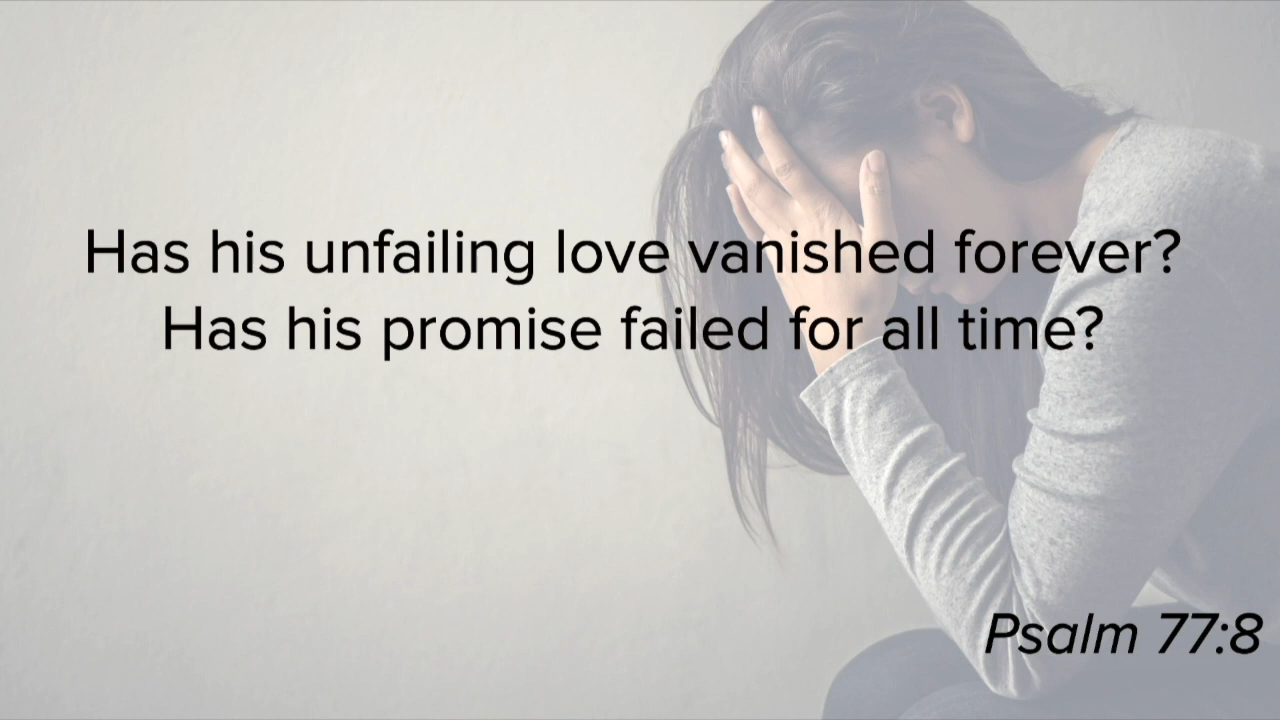 Has his unfailing love vanished forever?
Has his promise failed for all time?
Psalm 77:8